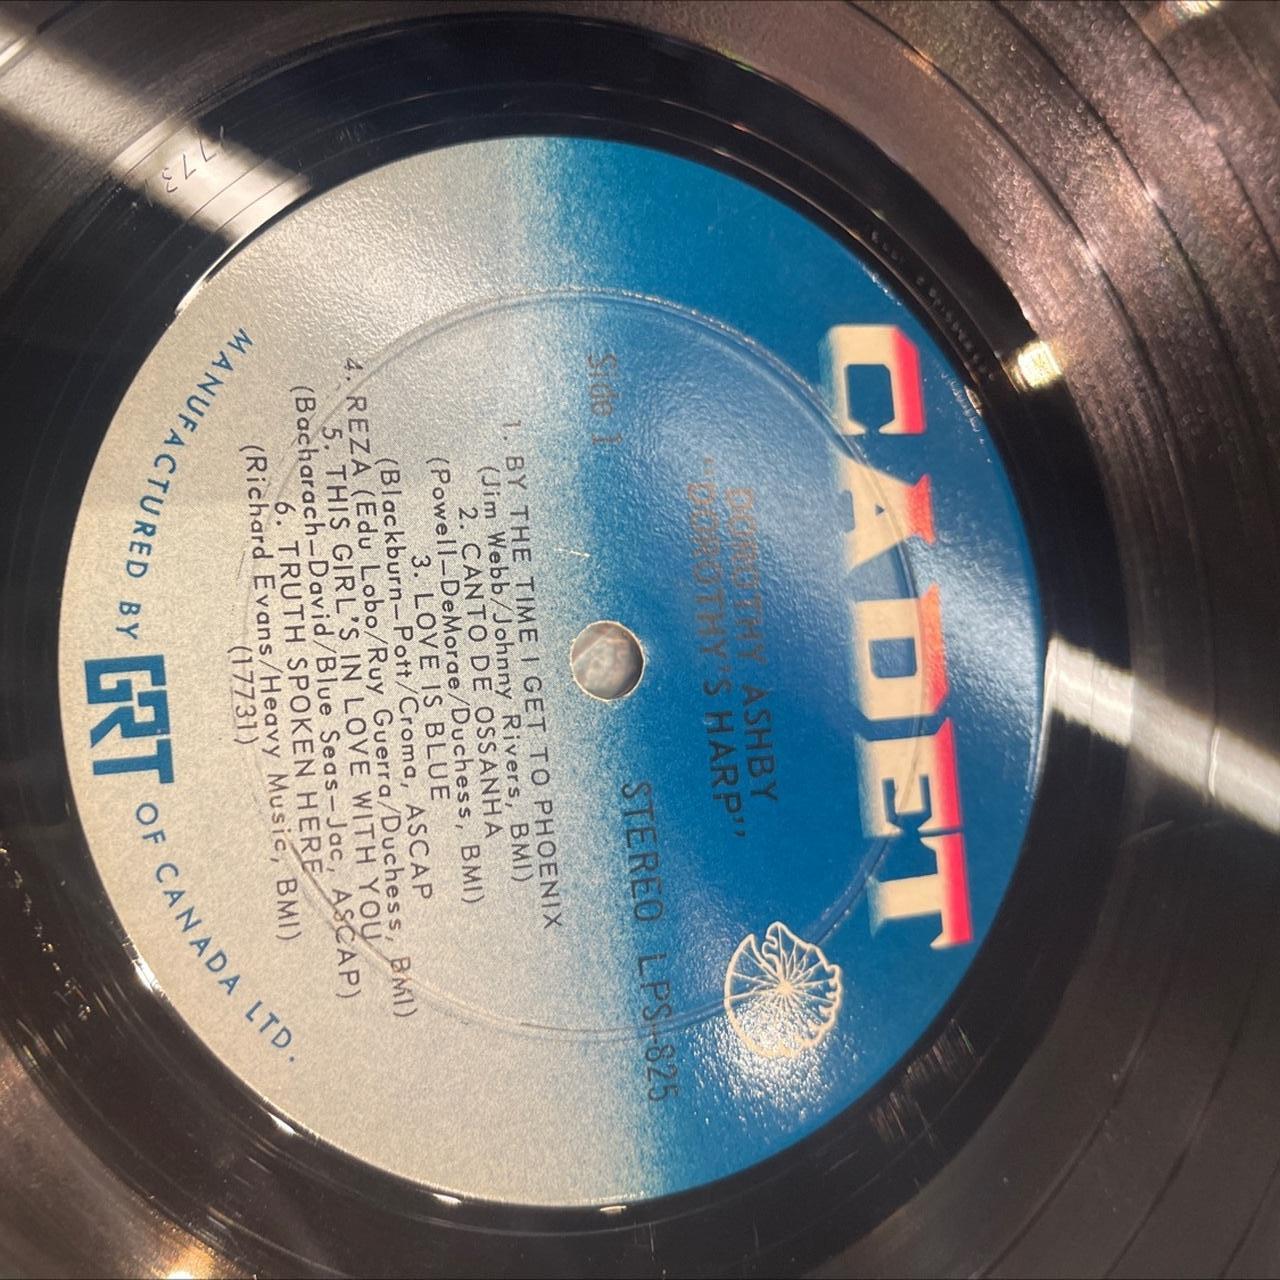 CADET
DOROTHY ASHBY
"DOROTHY'S HARP"
Side 1
STEREO LPS-825
1. BY THE TIME I GET TO PHOENIX
(Jim Webb/Johnny Rivers, BMI)
2. CANTO DE OSSANHA
(Powell-DeMorae/Duchess, BMI)
3. LOVE IS BLUE
(Blackburn-Pott/Croma, ASCAP
4. REZA (Edu Lobo/Ruy Guerra/Duchess, BMI)
5. THIS GIRL'S IN LOVE WITH YOU
(Bacharach-David/Blue Seas-Jac, ASCAP)
6. TRUTH SPOKEN HERE
(Richard Evans/Heavy Music, BMI)
(17731)
MANUFACTURED BY GRT OF CANADA LTD.